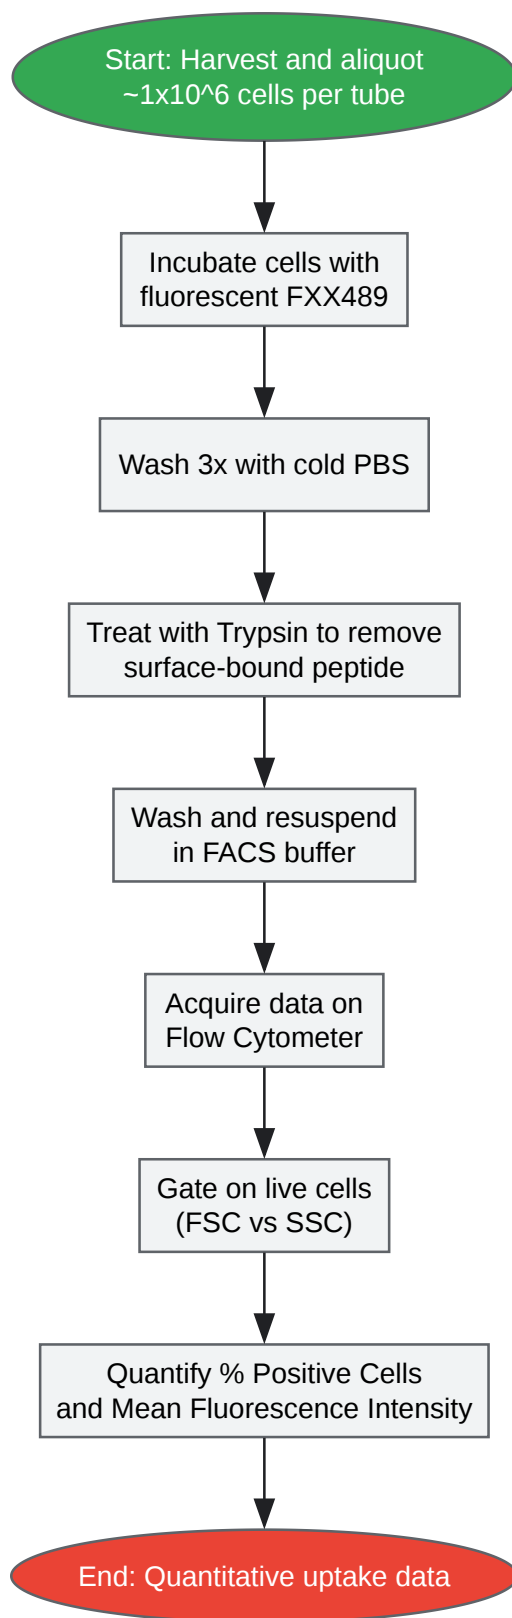 Start: Harvest and aliquot
~1x10^6 cells per tube
Incubate cells with
fluorescent FXX489
Wash 3x with cold PBS
Treat with Trypsin to remove
surface-bound peptide
Wash and resuspend
in FACS buffer
Acquire data on
Flow Cytometer
Gate on live cells
(FSC vs SSC)
Quantify % Positive Cells
and Mean Fluorescence Intensity
End: Quantitative uptake data